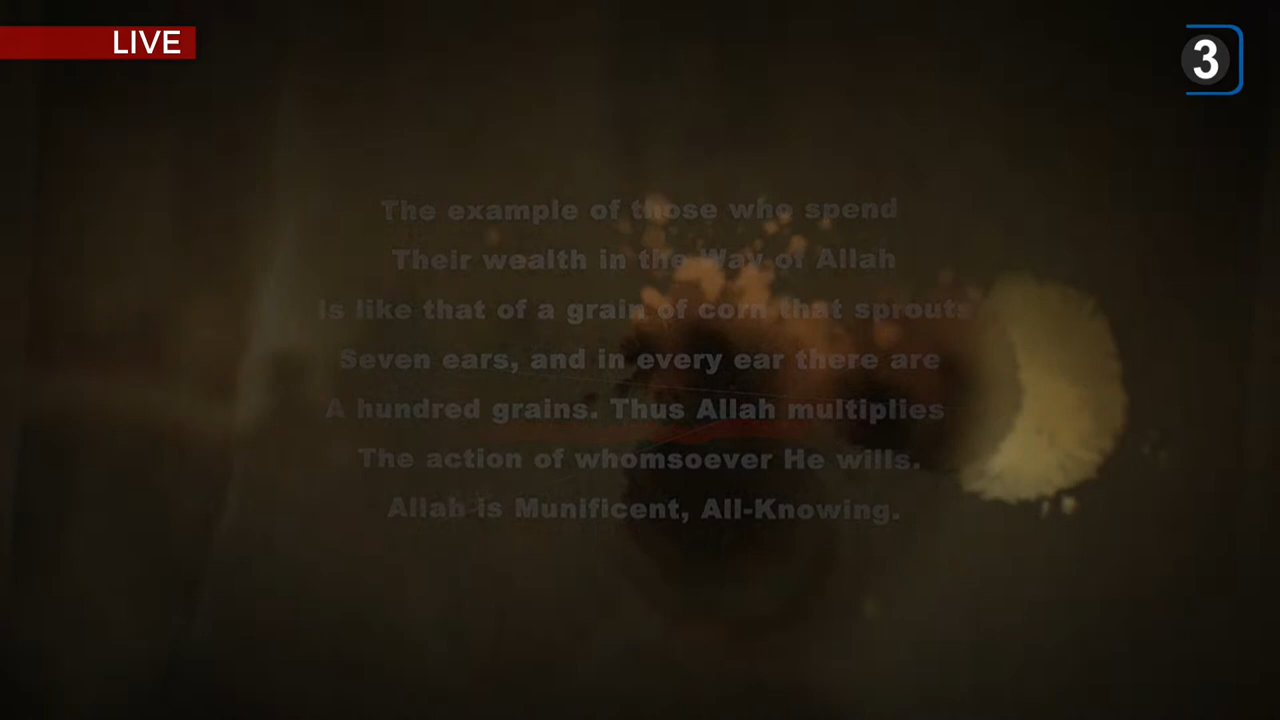 LIVE
3
The example of those who spend
Their wealth in the Way of Allah
is like that of a grain of corn that sprouts
Seven ears, and in every ear there are
A hundred grains. Thus Allah multiplies
The action of whomsoever He wills.
Allah is Munificent, All-Knowing.